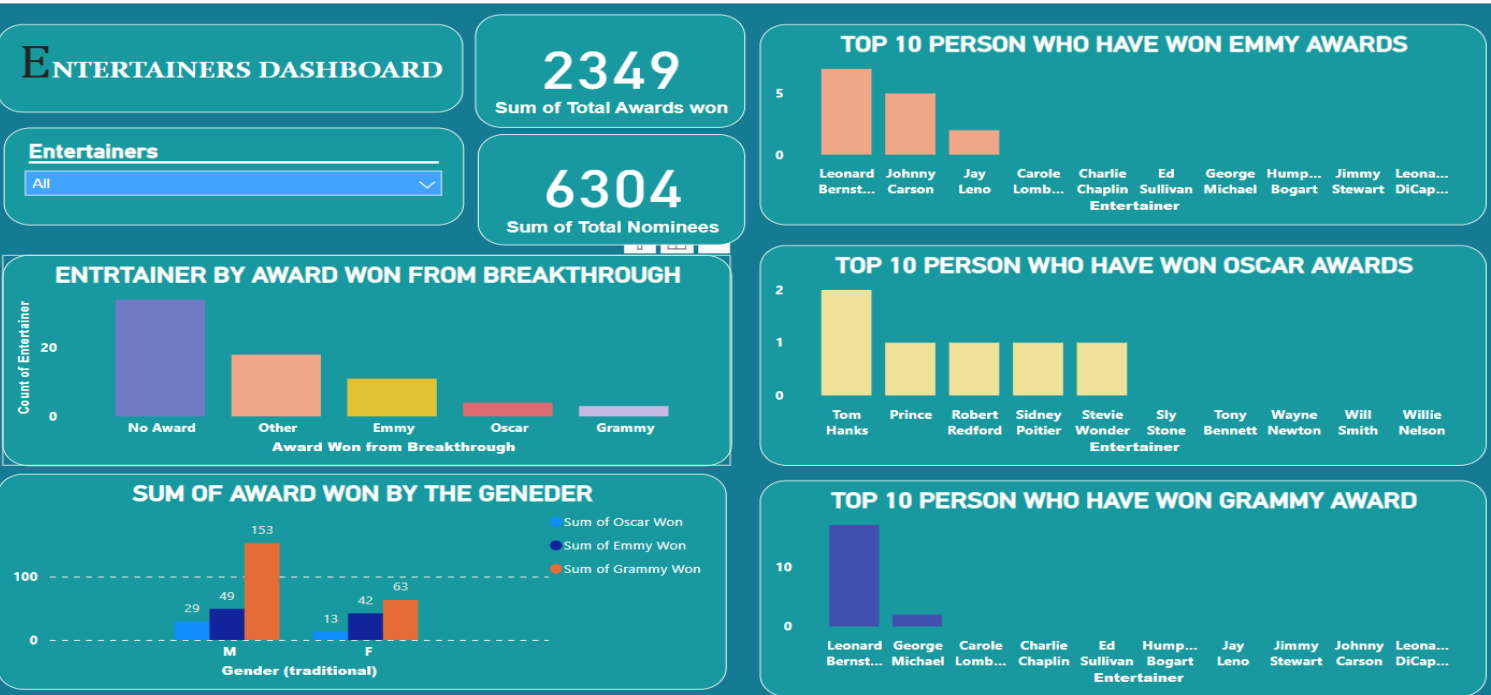 ENTERTAINERS DASHBOARD
2349
Sum of Total Awards won
Entertainers
All
6304
Sum of Total Nominees
ENTRTAINER BY AWARD WON FROM BREAKTHROUGH
Count of Entertainer
20
0
No Award Other Emmy Oscar Grammy
Award Won from Breakthrough
SUM OF AWARD WON BY THE GENEDER
Sum of Oscar Won
Sum of Emmy Won
Sum of Grammy Won
100
0
29 49 153
13 42 63
M F
Gender (traditional)
TOP 10 PERSON WHO HAVE WON EMMY AWARDS
5
0
Leonard Johnny Jay Carole Charlie Ed George Hump... Jimmy Leona...
Bernst... Carson Leno Lomb... Chaplin Sullivan Michael Bogart Stewart DiCap...
Entertainer
TOP 10 PERSON WHO HAVE WON OSCAR AWARDS
2
1
0
Tom Prince Robert Sidney Stevie Sly Tony Wayne Will Willie
Hanks Redford Poitier Wonder Stone Bennett Newton Smith Nelson
Entertainer
TOP 10 PERSON WHO HAVE WON GRAMMY AWARD
10
0
Leonard George Carole Charlie Ed Hump... Jay Jimmy Johnny Leona...
Bernst... Michael Lomb... Chaplin Sullivan Bogart Leno Stewart Carson DiCap...
Entertainer